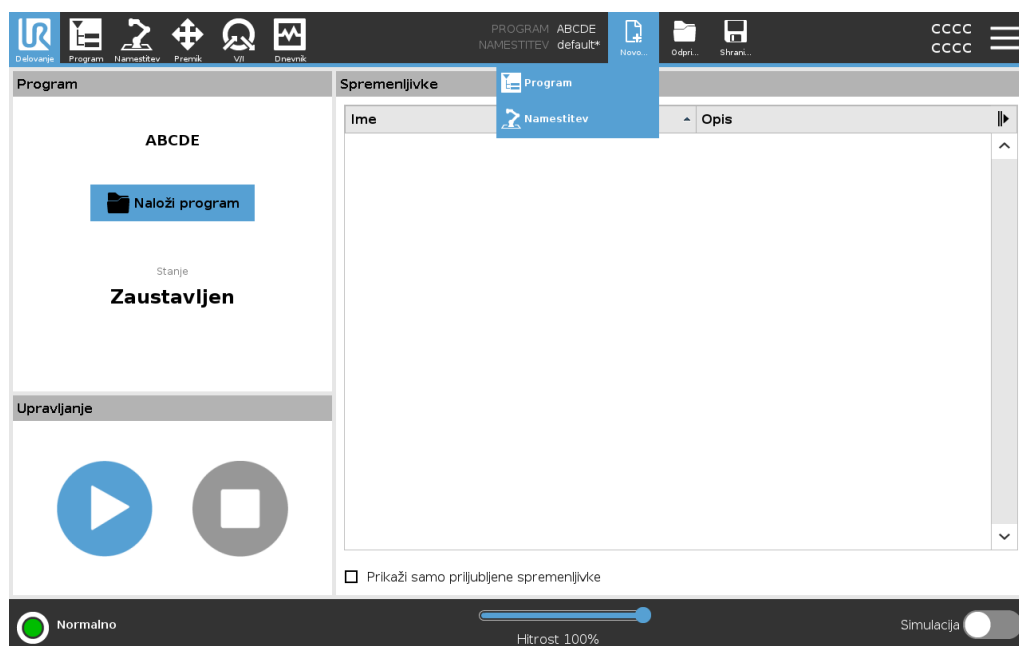 Delovanje
Program
Namestitev
Premik
V/I
Dnevnik
PROGRAM ABCDE
NAMESTITEV default*
Novo...
Odpri...
Shrani...
CCCC
CCCC
Program
Namestitev
Program
Spremenljivke
Ime
Opis
ABCDE
Naloži program
Stanje
Zaustavljen
Upravljanje
Prikaži samo priljubljene spremenljivke
Normalno
Hitrost 100%
Simulacija